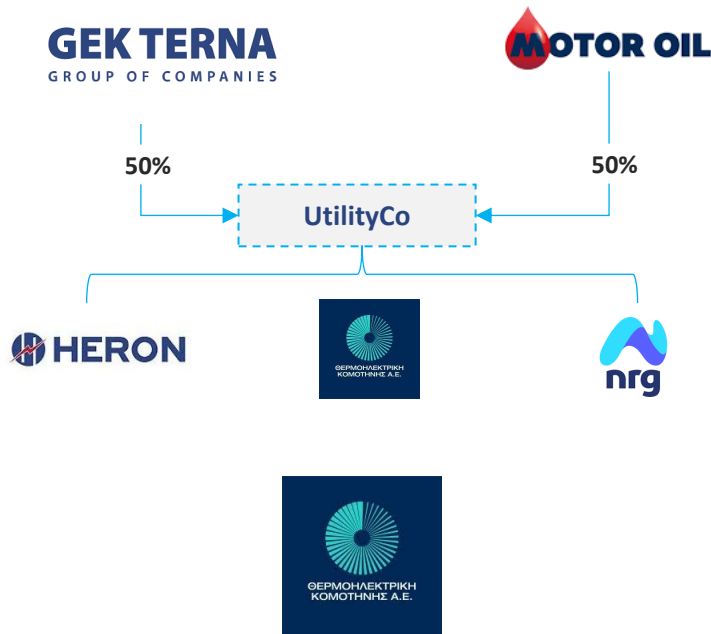 GEK TERNA
GROUP OF COMPANIES
MOTOR OIL
50%
50%
UtilityCo
HERON
ΘΕΡΜΟΗΛΕΚΤΡΙΚΗ
ΚΟΜΟΤΗΝΗΣ Α.Ε.
nrg
ΘΕΡΜΟΗΛΕΚΤΡΙΚΗ
ΚΟΜΟΤΗΝΗΣ Α.Ε.